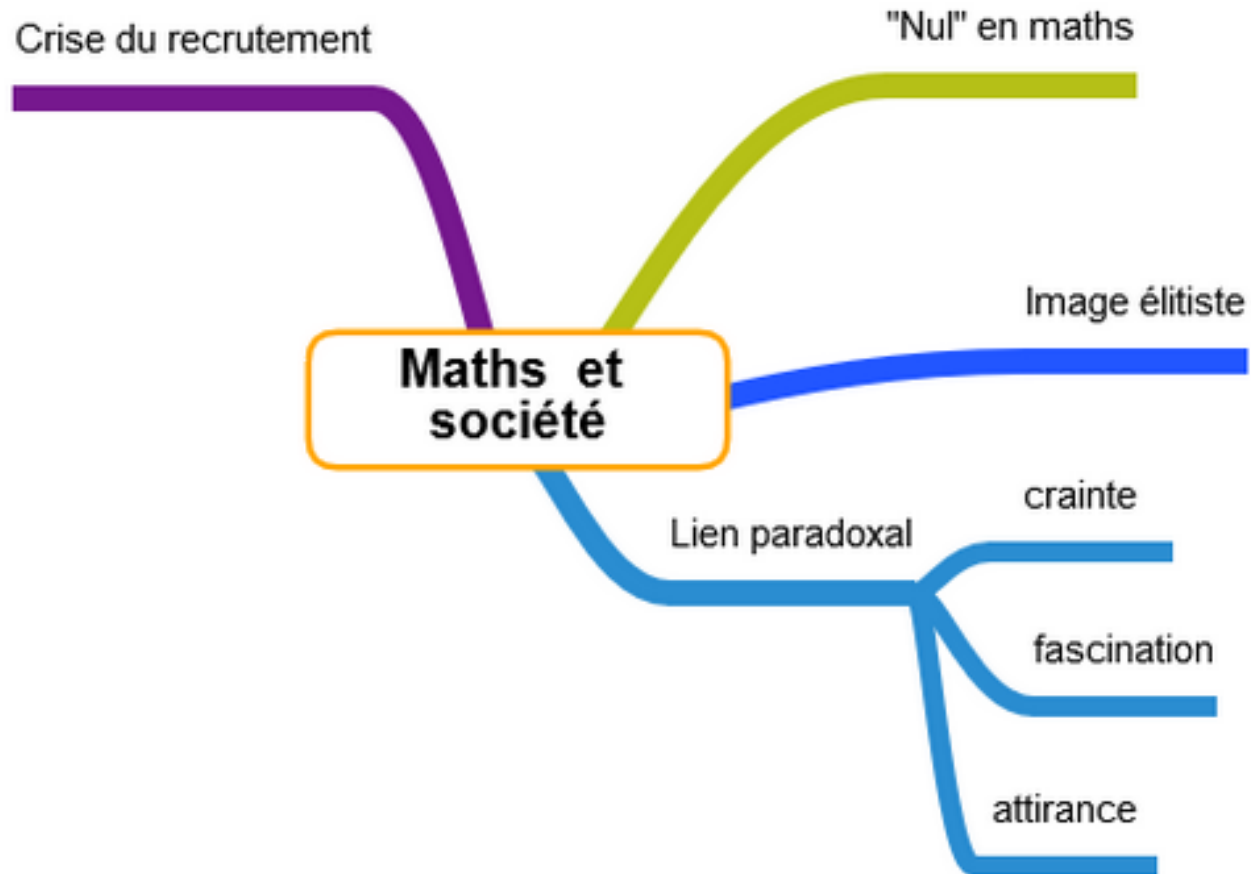 Crise du recrutement
"Nul" en maths
Image élitiste
Maths et
société
crainte
Lien paradoxal
fascination
attirance